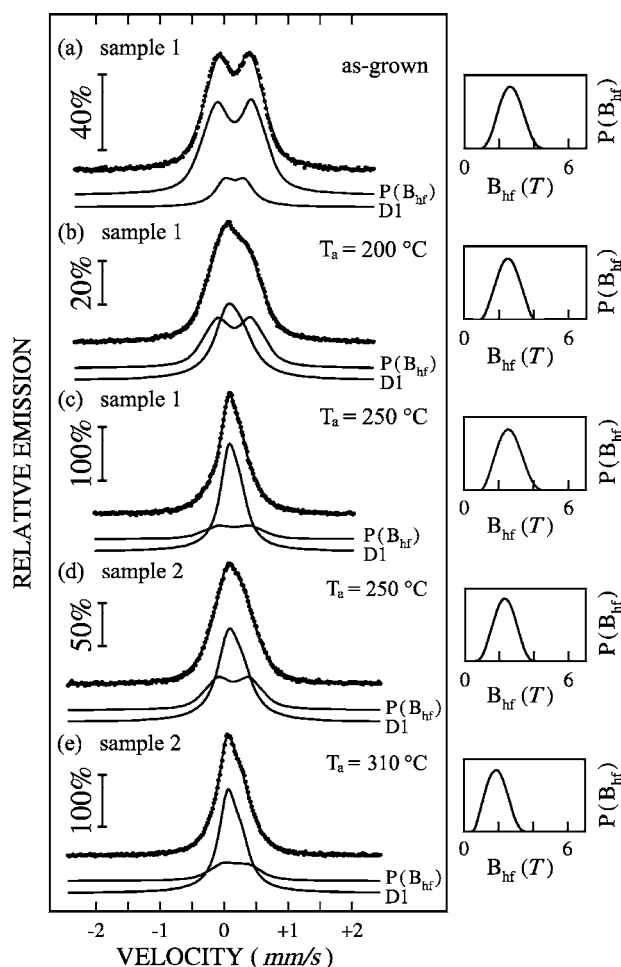 (a) sample 1
as-grown
40%
P(B_hf)
D1
P(B_hf)
0 6
B_hf (T)
(b) sample 1
T_a = 200 °C
20%
P(B_hf)
D1
P(B_hf)
0 6
B_hf (T)
(c) sample 1
T_a = 250 °C
100%
P(B_hf)
D1
P(B_hf)
0 6
B_hf (T)
(d) sample 2
T_a = 250 °C
50%
P(B_hf)
D1
P(B_hf)
0 6
B_hf (T)
(e) sample 2
T_a = 310 °C
100%
P(B_hf)
D1
P(B_hf)
0 6
B_hf (T)
RELATIVE EMISSION
-2 -1 0 +1 +2
VELOCITY ( mm/s )